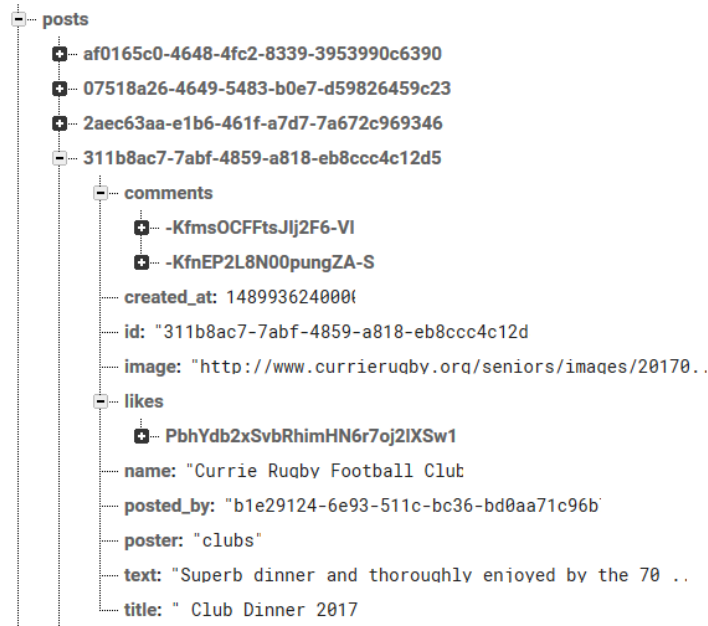 posts
af0165c0-4648-4fc2-8339-3953990c6390
07518a26-4649-5483-b0e7-d59826459c23
2aec63aa-e1b6-461f-a7d7-7a672c969346
311b8ac7-7abf-4859-a818-eb8ccc4c12d5
comments
-KfmsOCFFtsJIj2F6-VI
-KfnEP2L8N00pungZA-S
created_at: 1489936240000
id: "311b8ac7-7abf-4859-a818-eb8ccc4c12d
image: "http://www.currierugby.org/seniors/images/20170..
likes
PbhYdb2xSvbRhimHN6r7oj2IXSw1
name: "Currie Rugby Football Club
posted_by: "b1e29124-6e93-511c-bc36-bd0aa71c96b
poster: "clubs"
text: "Superb dinner and thoroughly enjoyed by the 70 ..
title: " Club Dinner 2017